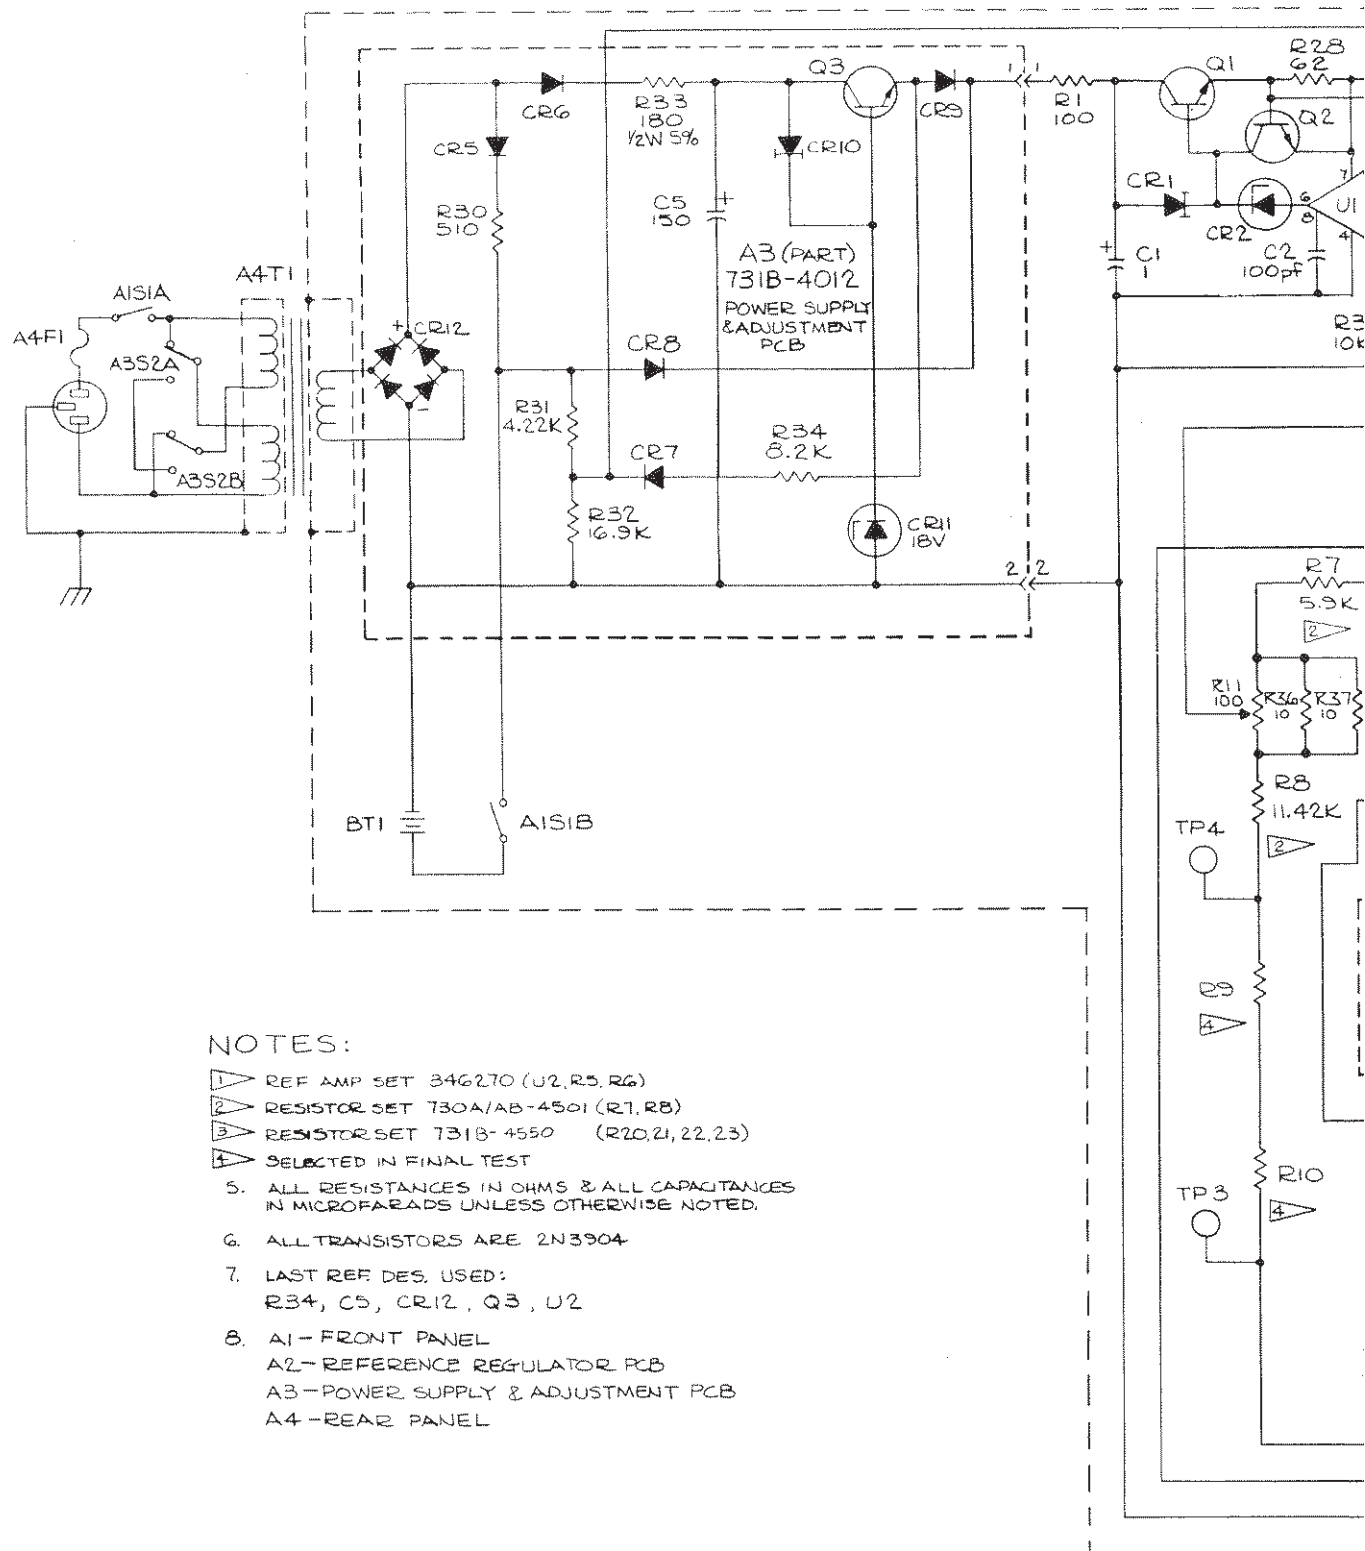 Q3
Q1
R28
62
1 1
CR6
R33
180
1/2W 5%
CR9
R1
100
Q2
CR5
CR10
7
CR1
6
8
U1
4
R30
510
C5
150
+
CR2
C2
100pf
A3 (PART)
731B-4012
POWER SUPPLY
&ADJUSTMENT
PCB
+
C1
1
A4T1
A1S1A
A4F1
+
CR12
R3
10K
A3S2A
CR8
-
R31
4.22K
R34
8.2K
CR7
A3S2B
R32
16.9K
CR11
18V
2 2
R7
5.9K
2
R11
100
R36
10
R37
10
R8
11.42K
BT1
A1S1B
TP4
2
R9
4
NOTES:
1 REF AMP SET 346270 (U2,R5,R6)
2 RESISTOR SET 730A/AB-4501 (R7,R8)
3 RESISTOR SET 731B-4550 (R20,21,22,23)
4 SELECTED IN FINAL TEST
5. ALL RESISTANCES IN OHMS & ALL CAPACITANCES
IN MICROFARADS UNLESS OTHERWISE NOTED.
R10
TP3
4
6. ALL TRANSISTORS ARE 2N3904
7. LAST REF. DES. USED:
R34, C5, CR12, Q3, U2
8. A1-FRONT PANEL
A2-REFERENCE REGULATOR PCB
A3-POWER SUPPLY & ADJUSTMENT PCB
A4-REAR PANEL